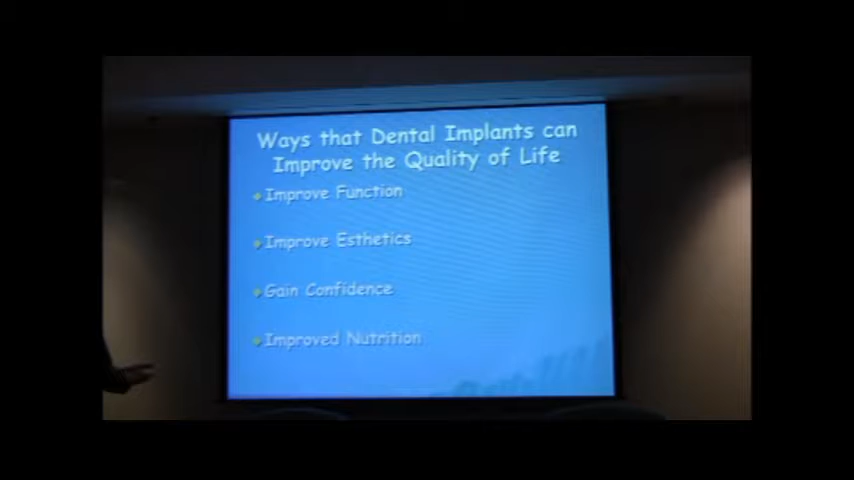 Ways that Dental Implants can
Improve the Quality of Life
Improve Function
Improve Esthetics
Gain Confidence
Improved Nutrition